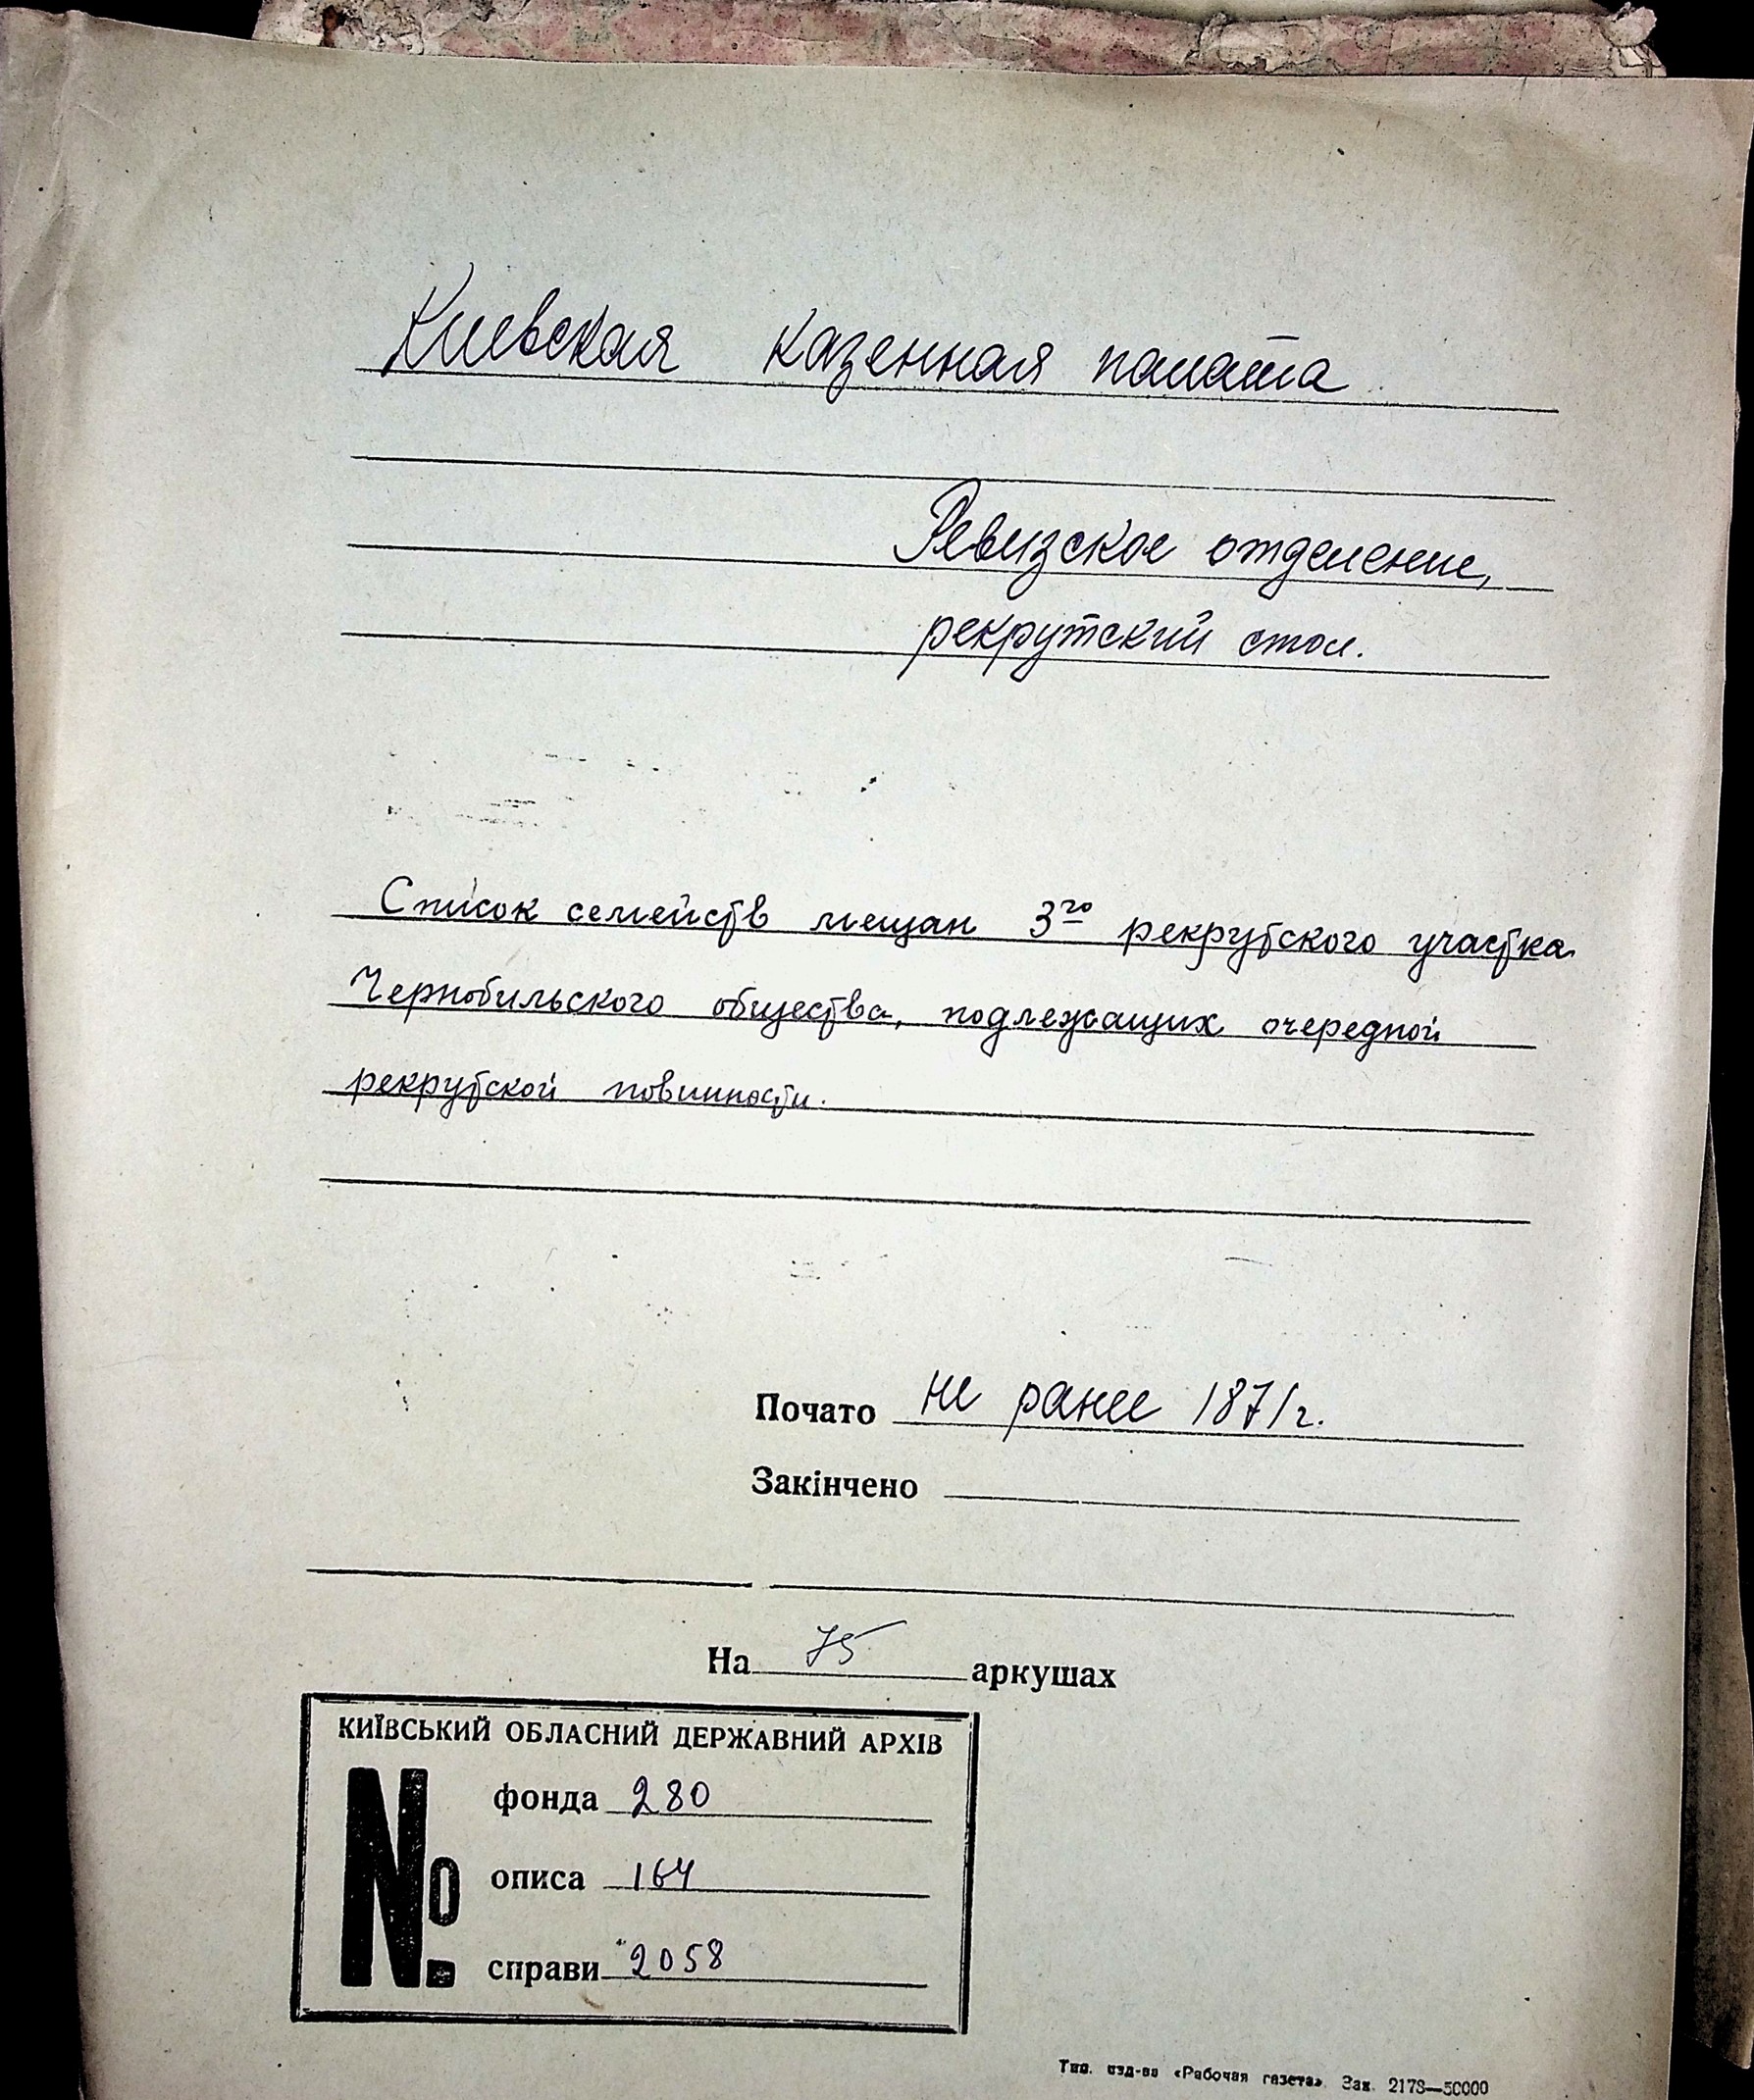 Киевская казенная палата
Ревизское отделение,
рекрутский стол.
Список семейств мещан 3го рекрутского участка
Чернобильского общества, подлежащих очередной
рекрутской повинности.
Почато не ранее 1871 г.
Закінчено
На 75 аркушах
КИЇВСЬКИЙ ОБЛАСНИЙ ДЕРЖАВНИЙ АРХІВ
№
фонда 280
описа 164
справи 2058
Тип. изд-ва «Рабочая газета». Зак. 2178—50000